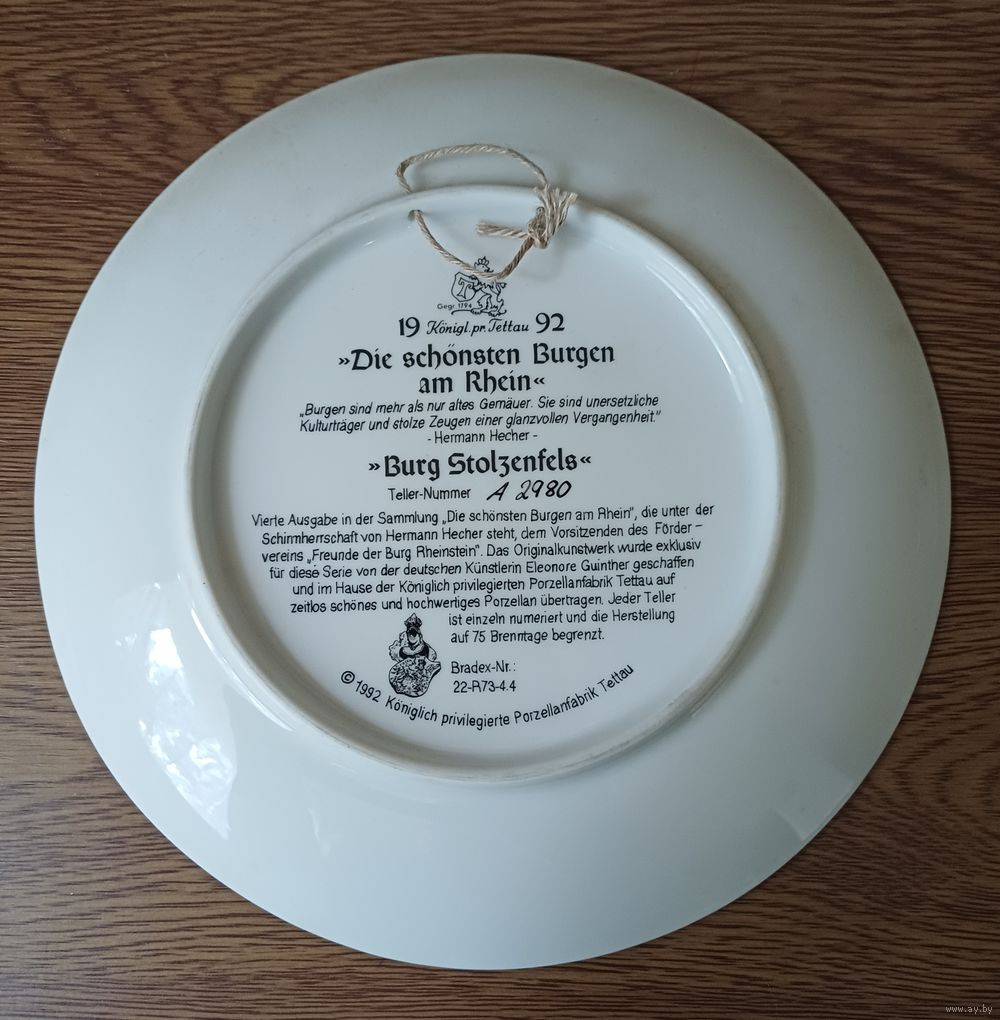 T
Gegr. 1794
19 Königl. pr. Tettau 92
»Die schönsten Burgen
am Rhein«
„Burgen sind mehr als nur altes Gemäuer. Sie sind unersetzliche
Kulturträger und stolze Zeugen einer glanzvollen Vergangenheit."
- Hermann Hecher -
»Burg Stolzenfels«
Teller-Nummer A 2980
Vierte Ausgabe in der Sammlung „Die schönsten Burgen am Rhein", die unter der
Schirmherrschaft von Hermann Hecher steht, dem Vorsitzenden des Förder-
vereins „Freunde der Burg Rheinstein". Das Originalkunstwerk wurde exklusiv
für diese Serie von der deutschen Künstlerin Eleonore Guinther geschaffen
und im Hause der Königlich privilegierten Porzellanfabrik Tettau auf
zeitlos schönes und hochwertiges Porzellan übertragen. Jeder Teller
ist einzeln numeriert und die Herstellung
auf 75 Brenntage begrenzt.
Bradex-Nr.:
22-R73-4.4
© 1992 Königlich privilegierte Porzellanfabrik Tettau
www.ay.by